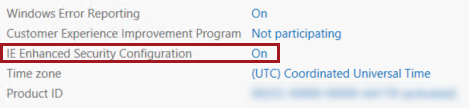 Windows Error Reporting On
Customer Experience Improvement Program Not participating
IE Enhanced Security Configuration On
Time zone (UTC) Coordinated Universal Time
Product ID